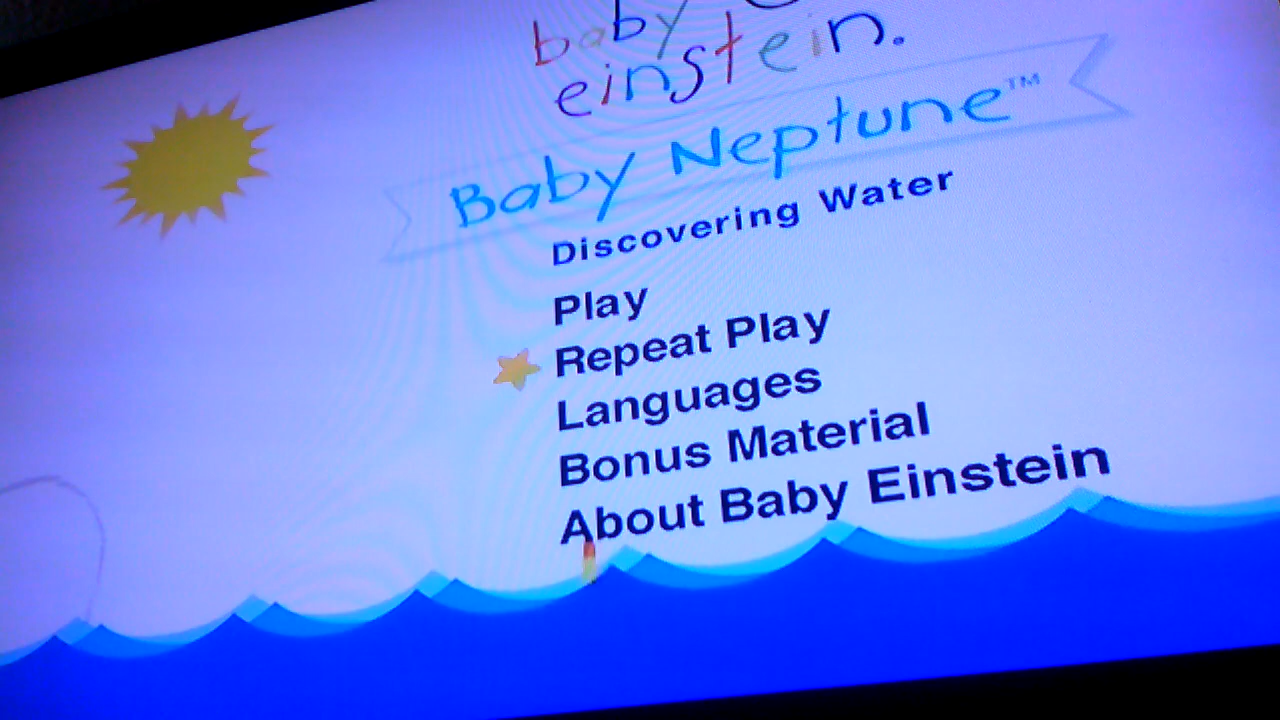 baby
einstein.
Baby Neptune™
Discovering Water
Play
Repeat Play
Languages
Bonus Material
About Baby Einstein